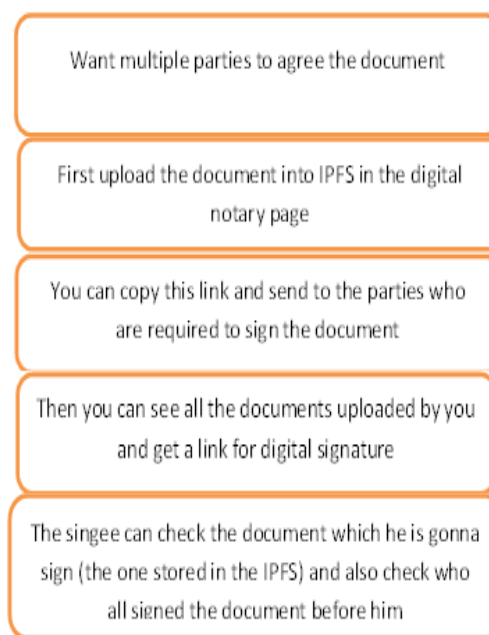 Want multiple parties to agree the document
First upload the document into IPFS in the digital
notary page
You can copy this link and send to the parties who
are required to sign the document
Then you can see all the documents uploaded by you
and get a link for digital signature
The singee can check the document which he is gonna
sign (the one stored in the IPFS) and also check who
all signed the document before him